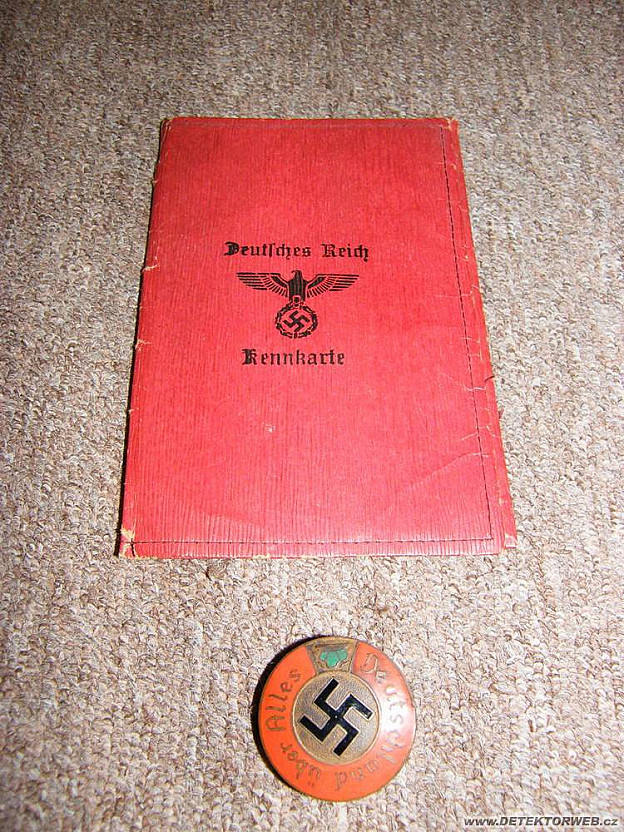 Deutsches Reich
Kennkarte
Deutschland über Alles
www.DETEKTORWEB.cz